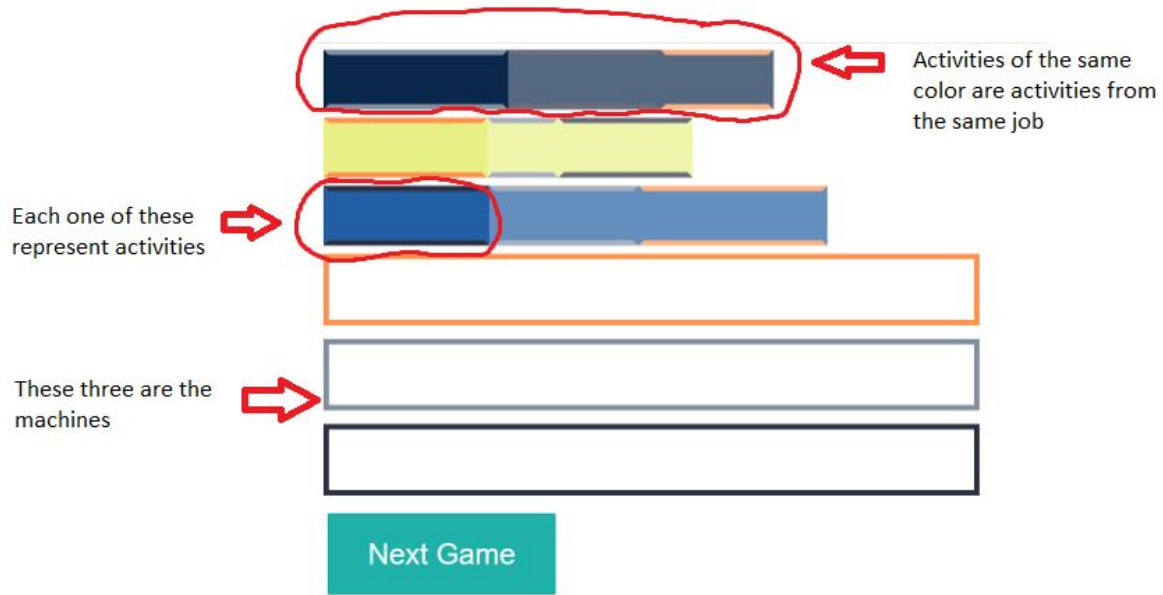 Activities of the same
color are activities from
the same job
Each one of these
represent activities
These three are the
machines
Next Game